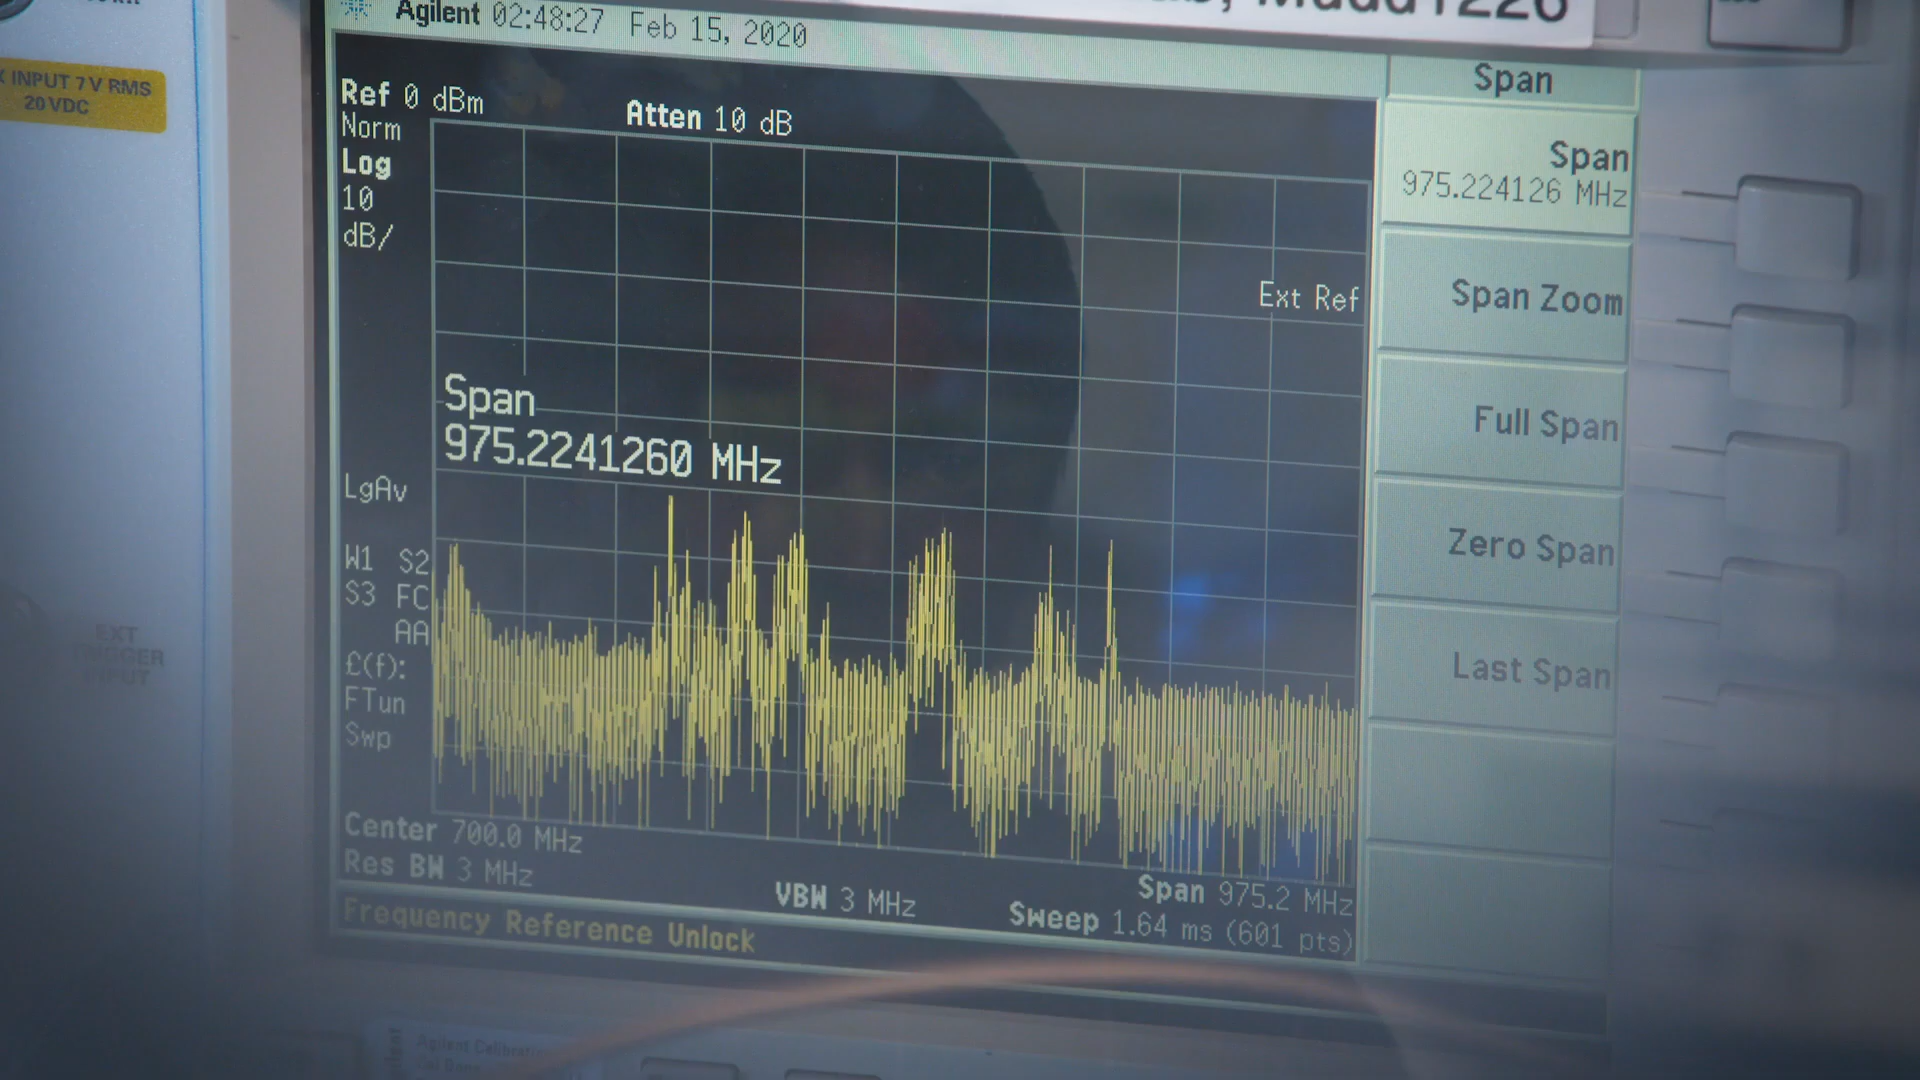 Agilent 02:48:27 Feb 15, 2020
INPUT 7 V RMS
20 VDC
Ref 0 dBm
Atten 10 dB
Norm
Log
10
dB/
Ext Ref
Span
975.2241260 MHz
LgAv
W1 S2
S3 FC
AA
£(f):
FTun
Swp
Center 700.0 MHz
Res BW 3 MHz
VBW 3 MHz
Span 975.2 MHz
Sweep 1.64 ms (601 pts)
Frequency Reference Unlock
Span
Span
975.224126 MHz
Span Zoom
Full Span
Zero Span
Last Span
EXT
TRIGGER
INPUT